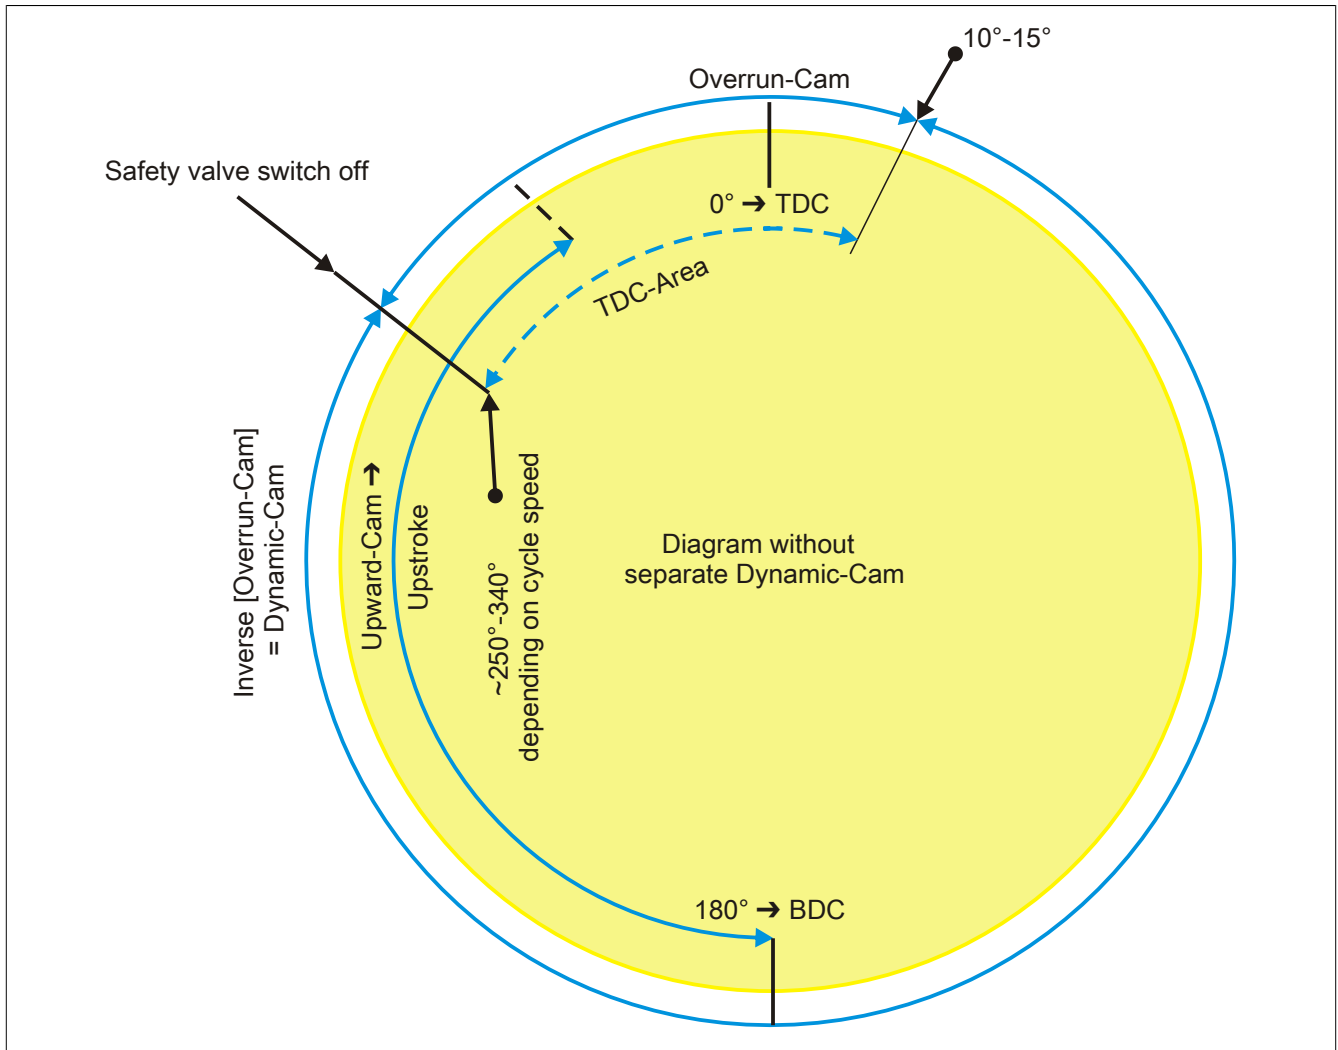 10°-15°
Overrun-Cam
Safety valve switch off
0° ➔ TDC
TDC-Area
Inverse [Overrun-Cam]
= Dynamic-Cam
Upward-Cam ➔
Upstroke
~250°-340°
depending on cycle speed
Diagram without
separate Dynamic-Cam
180° ➔ BDC